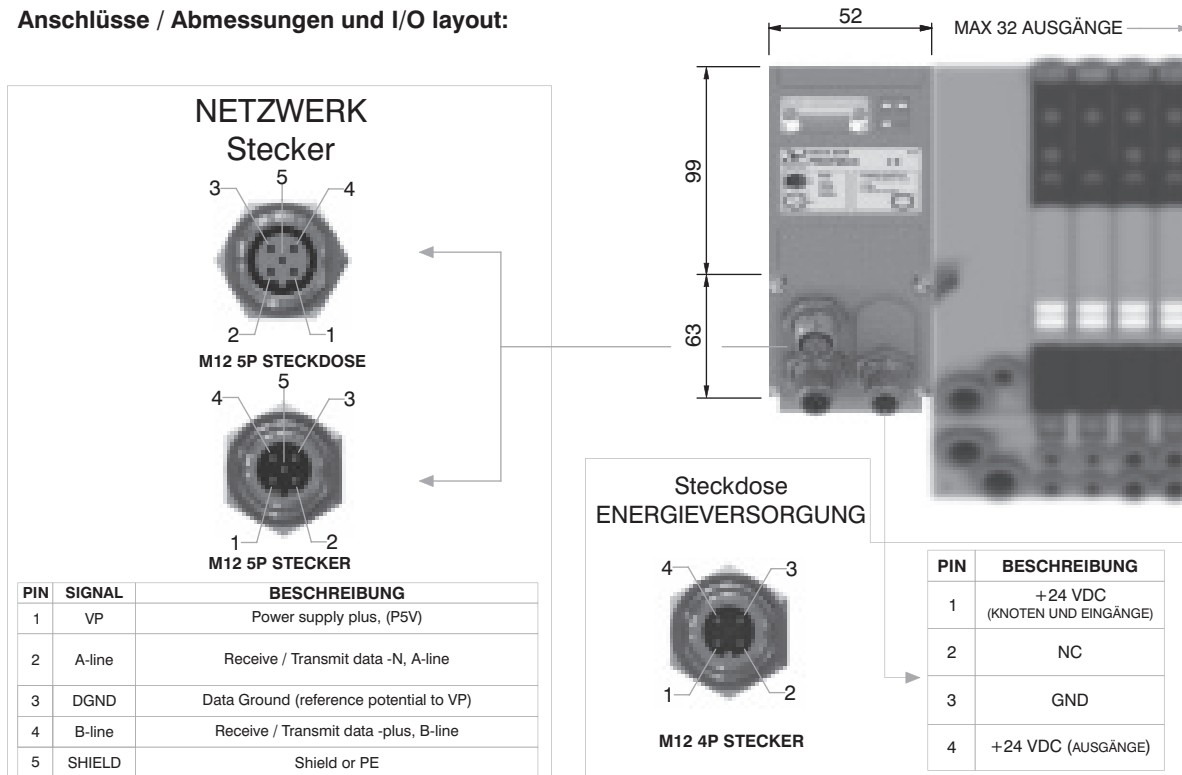 Anschlüsse / Abmessungen und I/O layout:
52
MAX 32 AUSGÄNGE
99
63
NETZWERK
Stecker
5
3
4
2
1
M12 5P STECKDOSE
5
4
3
1
2
M12 5P STECKER
PIN SIGNAL BESCHREIBUNG
1 VP Power supply plus, (P5V)
2 A-line Receive / Transmit data -N, A-line
3 DGND Data Ground (reference potential to VP)
4 B-line Receive / Transmit data -plus, B-line
5 SHIELD Shield or PE
Steckdose
ENERGIEVERSORGUNG
4
3
1
2
M12 4P STECKER
PIN BESCHREIBUNG
1 +24 VDC
(KNOTEN UND EINGÄNGE)
2 NC
3 GND
4 +24 VDC (AUSGÄNGE)